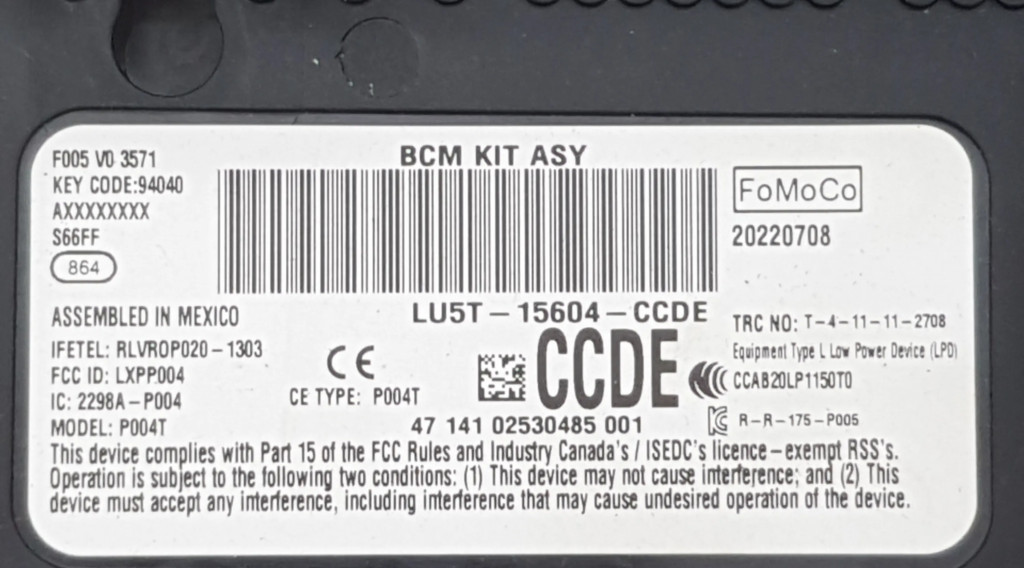 BCM KIT ASY
F005 V0 3571
KEY CODE:94040
AXXXXXXXX
S66FF
864
FoMoCo
20220708
ASSEMBLED IN MEXICO
LU5T-15604-CCDE
IFETEL: RLVROP020-1303
FCC ID: LXPP004
IC: 2298A-P004
MODEL: P004T
CE
CE TYPE: P004T
CCDE
47 141 02530485 001
TRC NO: T-4-11-11-2708
Equipment Type L Low Power Device (LPD)
CCAB20LP1150T0
R-R-175-P005
This device complies with Part 15 of the FCC Rules and Industry Canada's / ISEDC's licence-exempt RSS's.
Operation is subject to the following two conditions: (1) This device may not cause interference; and (2) This
device must accept any interference, including interference that may cause undesired operation of the device.